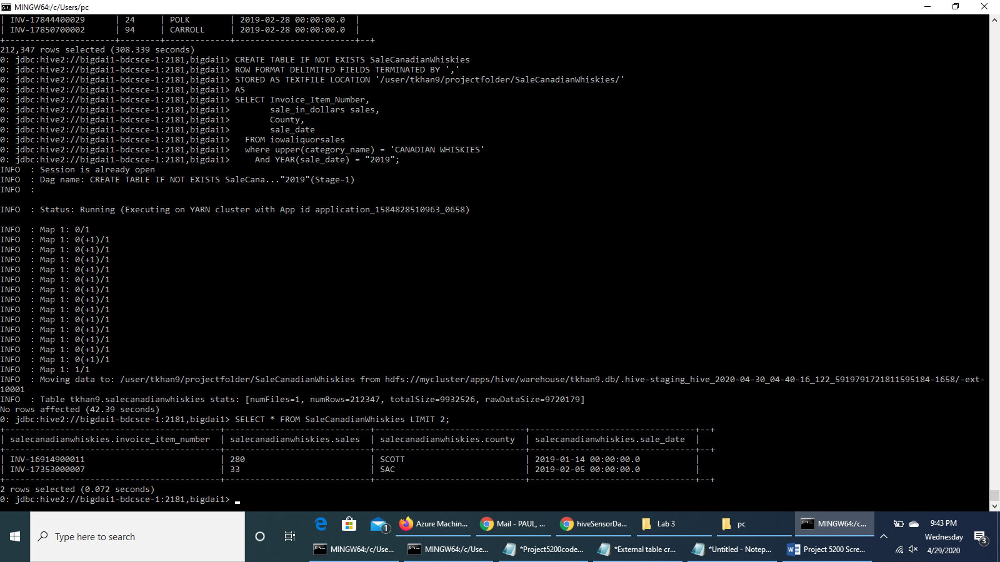 MINGW64:/c/Users/pc
| INV-17844400029 | 24 | POLK | 2019-02-28 00:00:00.0 |
| INV-17850700002 | 94 | CARROLL | 2019-02-28 00:00:00.0 |
+----------------------+--------+-------------+------------------------+--+
212,347 rows selected (308.339 seconds)
0: jdbc:hive2://bigdai1-bdcsce-1:2181,bigdai1> CREATE TABLE IF NOT EXISTS SaleCanadianWhiskies
0: jdbc:hive2://bigdai1-bdcsce-1:2181,bigdai1> ROW FORMAT DELIMITED FIELDS TERMINATED BY ','
0: jdbc:hive2://bigdai1-bdcsce-1:2181,bigdai1> STORED AS TEXTFILE LOCATION '/user/tkhan9/projectfolder/SaleCanadianWhiskies/'
0: jdbc:hive2://bigdai1-bdcsce-1:2181,bigdai1> AS
0: jdbc:hive2://bigdai1-bdcsce-1:2181,bigdai1> SELECT Invoice_Item_Number,
0: jdbc:hive2://bigdai1-bdcsce-1:2181,bigdai1> sale_in_dollars sales,
0: jdbc:hive2://bigdai1-bdcsce-1:2181,bigdai1> County,
0: jdbc:hive2://bigdai1-bdcsce-1:2181,bigdai1> sale_date
0: jdbc:hive2://bigdai1-bdcsce-1:2181,bigdai1> FROM iowaliquorsales
0: jdbc:hive2://bigdai1-bdcsce-1:2181,bigdai1> where upper(category_name) = 'CANADIAN WHISKIES'
0: jdbc:hive2://bigdai1-bdcsce-1:2181,bigdai1> And YEAR(sale_date) = "2019";
INFO : Session is already open
INFO : Dag name: CREATE TABLE IF NOT EXISTS SaleCana..."2019"(Stage-1)
INFO :
INFO : Status: Running (Executing on YARN cluster with App id application_1584828510963_0658)
INFO : Map 1: 0/1
INFO : Map 1: 0(+1)/1
INFO : Map 1: 0(+1)/1
INFO : Map 1: 0(+1)/1
INFO : Map 1: 0(+1)/1
INFO : Map 1: 0(+1)/1
INFO : Map 1: 0(+1)/1
INFO : Map 1: 0(+1)/1
INFO : Map 1: 0(+1)/1
INFO : Map 1: 0(+1)/1
INFO : Map 1: 0(+1)/1
INFO : Map 1: 0(+1)/1
INFO : Map 1: 0(+1)/1
INFO : Map 1: 0(+1)/1
INFO : Map 1: 1/1
INFO : Moving data to: /user/tkhan9/projectfolder/SaleCanadianWhiskies from hdfs://mycluster/apps/hive/warehouse/tkhan9.db/.hive-staging_hive_2020-04-30_04-40-16_122_5919791721811595184-1658/-ext-
10001
INFO : Table tkhan9.salecanadianwhiskies stats: [numFiles=1, numRows=212347, totalSize=9932526, rawDataSize=9720179]
No rows affected (42.39 seconds)
0: jdbc:hive2://bigdai1-bdcsce-1:2181,bigdai1> SELECT * FROM SaleCanadianWhiskies LIMIT 2;
+-------------------------------------------+-----------------------------+------------------------------+---------------------------------+--+
| salecanadianwhiskies.invoice_item_number | salecanadianwhiskies.sales | salecanadianwhiskies.county | salecanadianwhiskies.sale_date |
+-------------------------------------------+-----------------------------+------------------------------+---------------------------------+--+
| INV-16914900011 | 280 | SCOTT | 2019-01-14 00:00:00.0 |
| INV-17353000007 | 33 | SAC | 2019-02-05 00:00:00.0 |
+-------------------------------------------+-----------------------------+------------------------------+---------------------------------+--+
2 rows selected (0.072 seconds)
0: jdbc:hive2://bigdai1-bdcsce-1:2181,bigdai1>
Type here to search
1
Azure Machin...
Mail - PAUL, ...
hiveSensorDa...
Lab 3
pc
MINGW64:/c...
MINGW64:/c/Use...
MINGW64:/c/Use...
*Project5200code...
*External table cr...
*Untitled - Notep...
Project 5200 Scre...
9:43 PM
Wednesday
4/29/2020
3